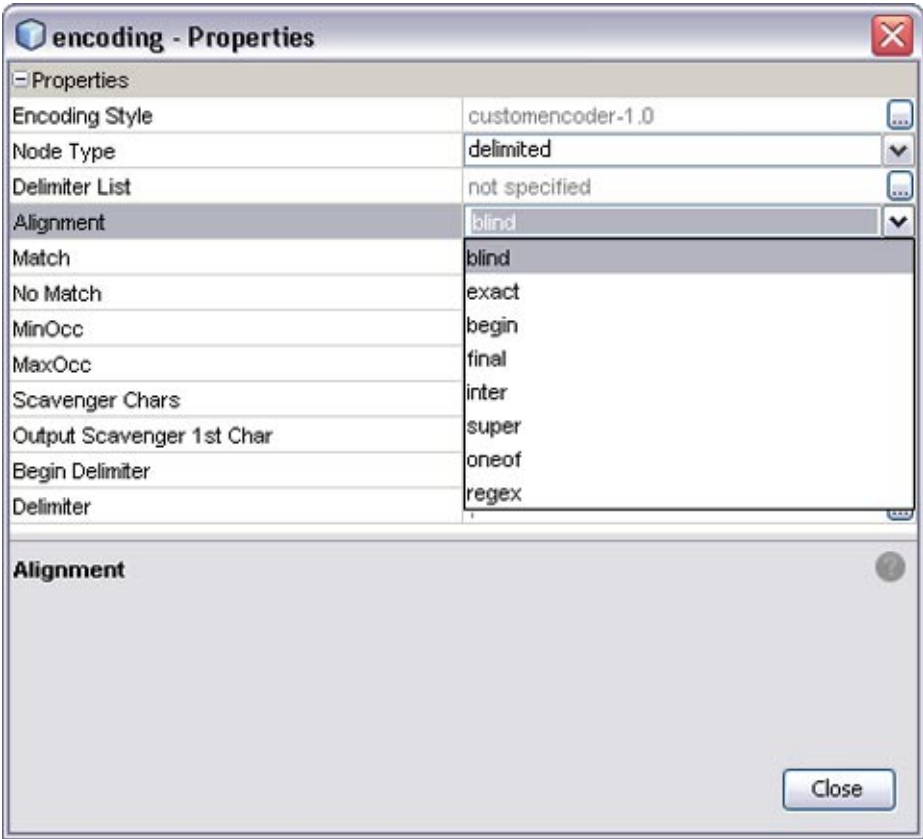 encoding - Properties
Properties
Encoding Style customencoder-1.0 ...
Node Type delimited
Delimiter List not specified ...
Alignment blind
Match blind
No Match exact
MinOcc begin
MaxOcc final
Scavenger Chars inter
Output Scavenger 1st Char super
Begin Delimiter oneof
Delimiter regex
Alignment ?
Close